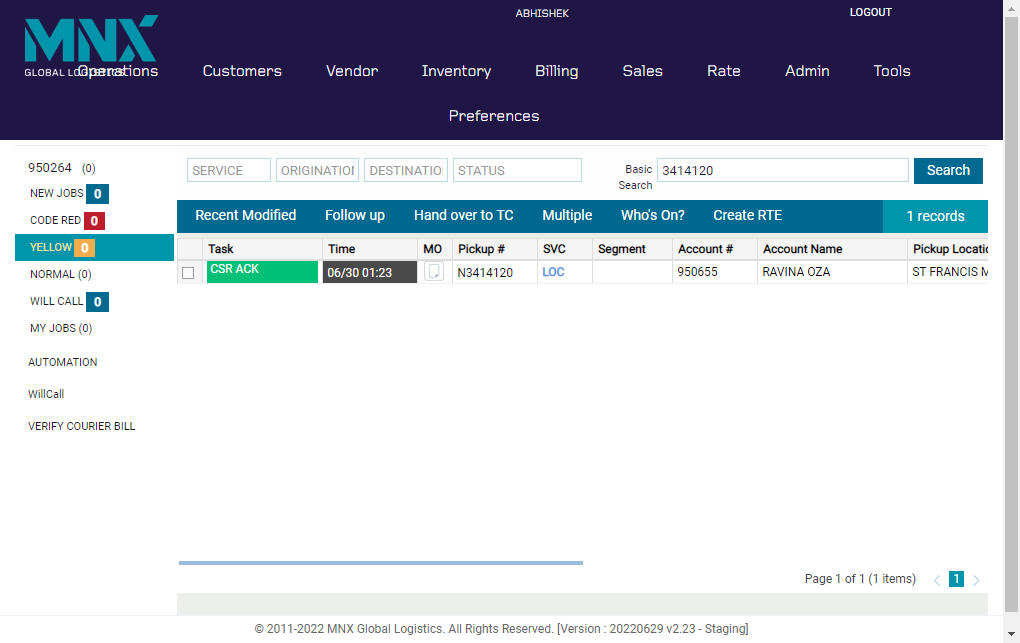 ABHISHEK
LOGOUT
MNX
GLOBAL LOGISTICS
Operations Customers Vendor Inventory Billing Sales Rate Admin Tools
Preferences
950264 (0)
NEW JOBS 0
CODE RED 0
YELLOW 0
NORMAL (0)
WILL CALL 0
MY JOBS (0)
AUTOMATION
WillCall
VERIFY COURIER BILL
SERVICE ORIGINATION DESTINATIO STATUS
Basic Search 3414120 Search
Recent Modified Follow up Hand over to TC Multiple Who's On? Create RTE 1 records
Task Time MO Pickup # SVC Segment Account # Account Name Pickup Locatio
CSR ACK 06/30 01:23 N3414120 LOC 950655 RAVINA OZA ST FRANCIS M
Page 1 of 1 (1 items) 1
© 2011-2022 MNX Global Logistics. All Rights Reserved. [Version : 20220629 v2.23 - Staging]